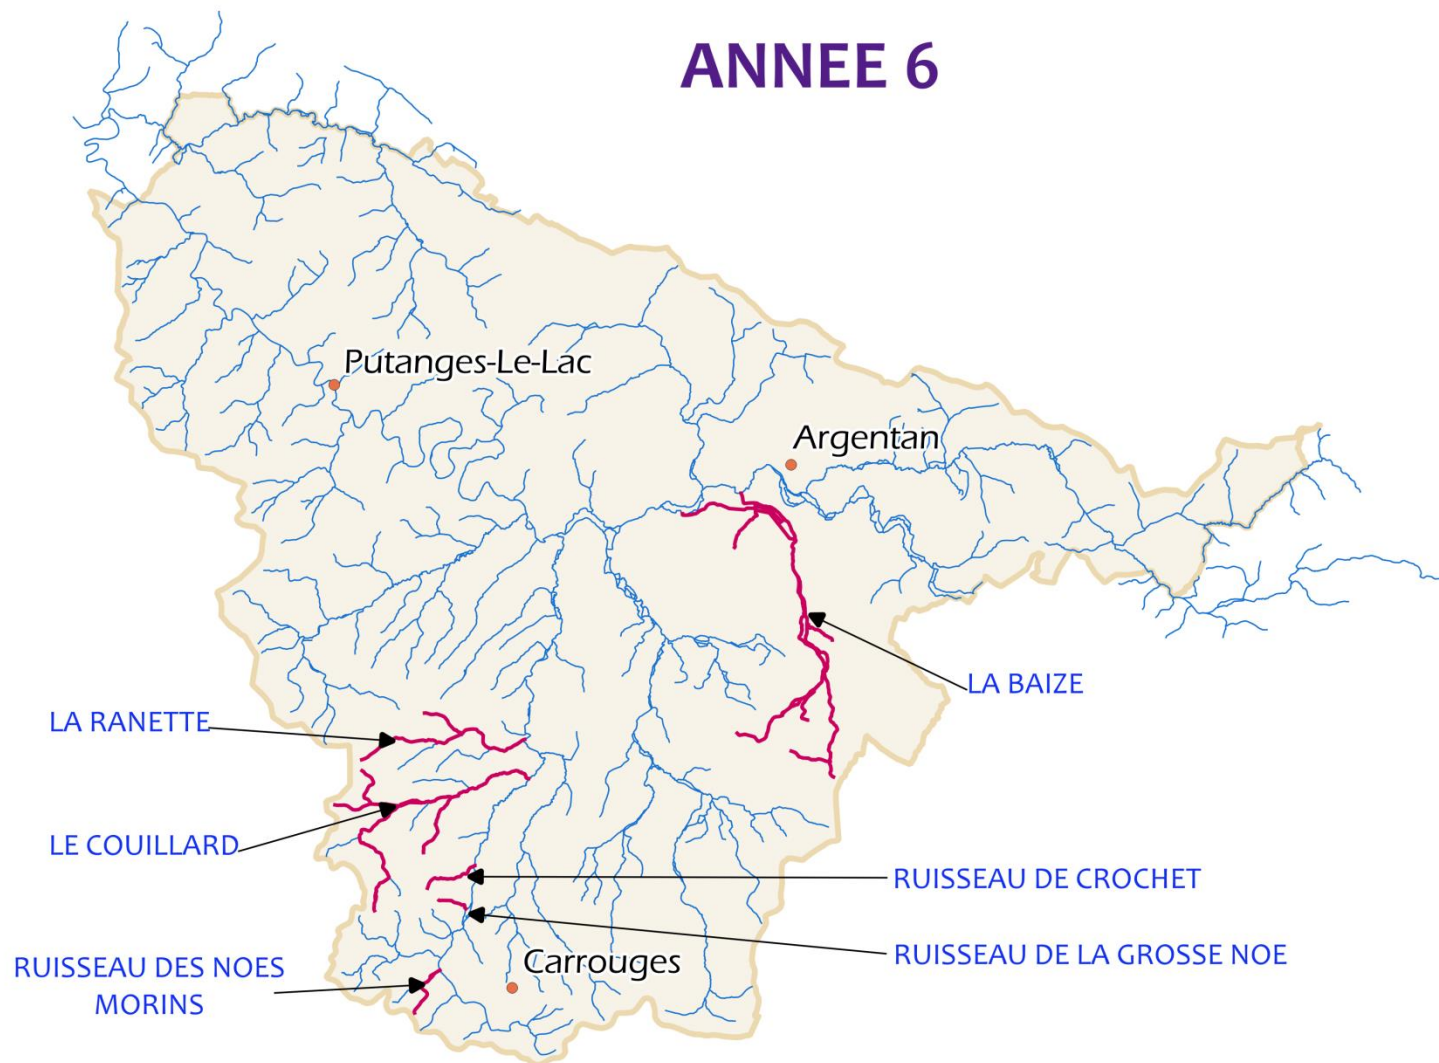 ANNEE 6
Putanges-Le-Lac
Argentan
LA BAIZE
LA RANETTE
LE COUILLARD
RUISSEAU DE CROCHET
RUISSEAU DE LA GROSSE NOE
Carrouges
RUISSEAU DES NOES
MORINS